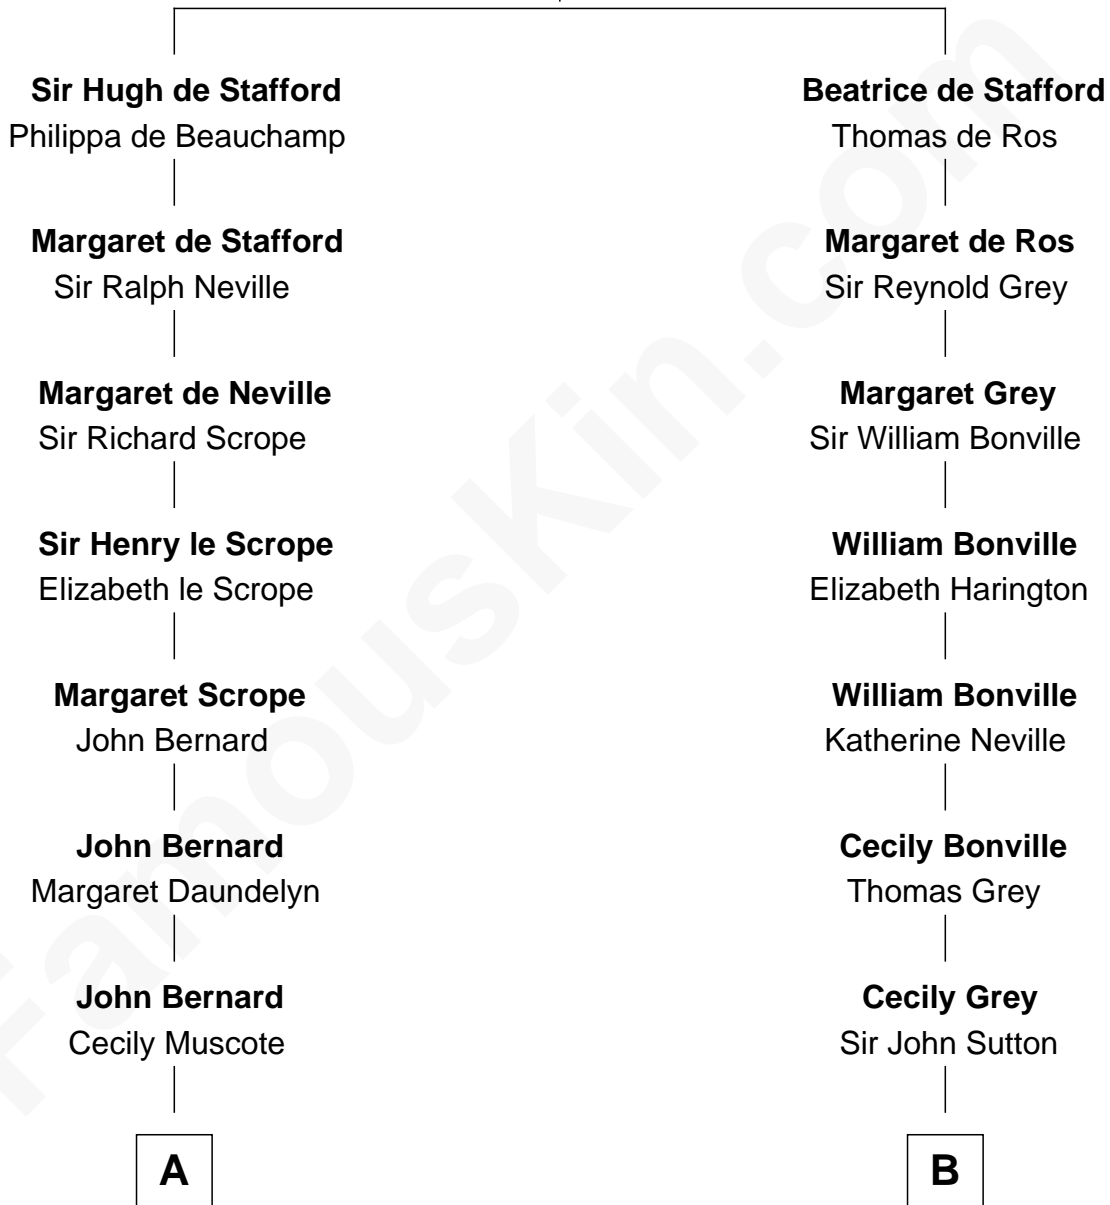 Sir Hugh de Stafford
Philippa de Beauchamp
Margaret de Stafford
Sir Ralph Neville
Margaret de Neville
Sir Richard Scrope
Sir Henry le Scrope
Elizabeth le Scrope
Margaret Scrope
John Bernard
John Bernard
Margaret Daundelyn
John Bernard
Cecily Muscote
A
Beatrice de Stafford
Thomas de Ros
Margaret de Ros
Sir Reynold Grey
Margaret Grey
Sir William Bonville
William Bonville
Elizabeth Harington
William Bonville
Katherine Neville
Cecily Bonville
Thomas Grey
Cecily Grey
Sir John Sutton
B
FamousKin.com